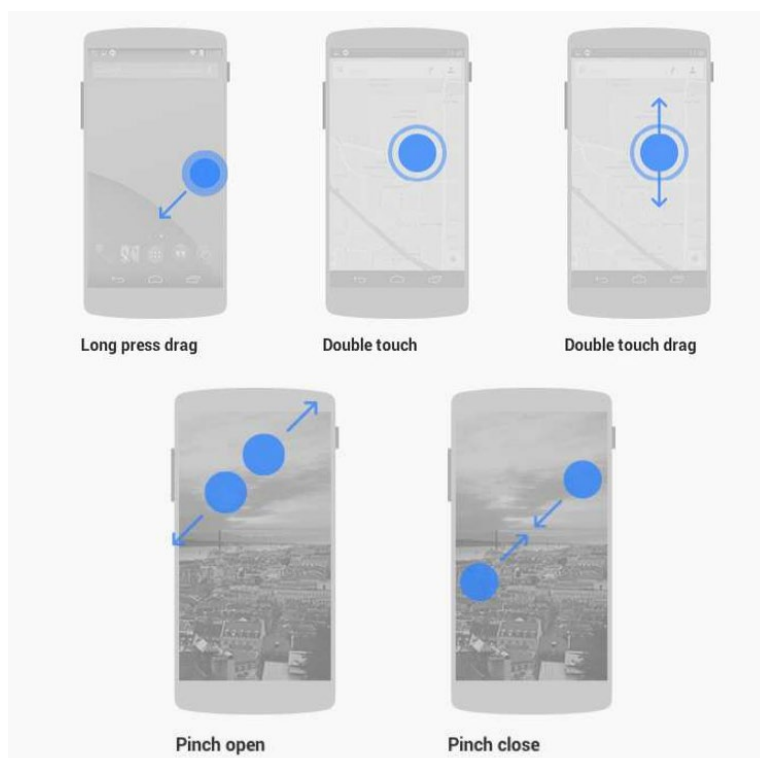 Long press drag
Double touch
Double touch drag
Pinch open
Pinch close